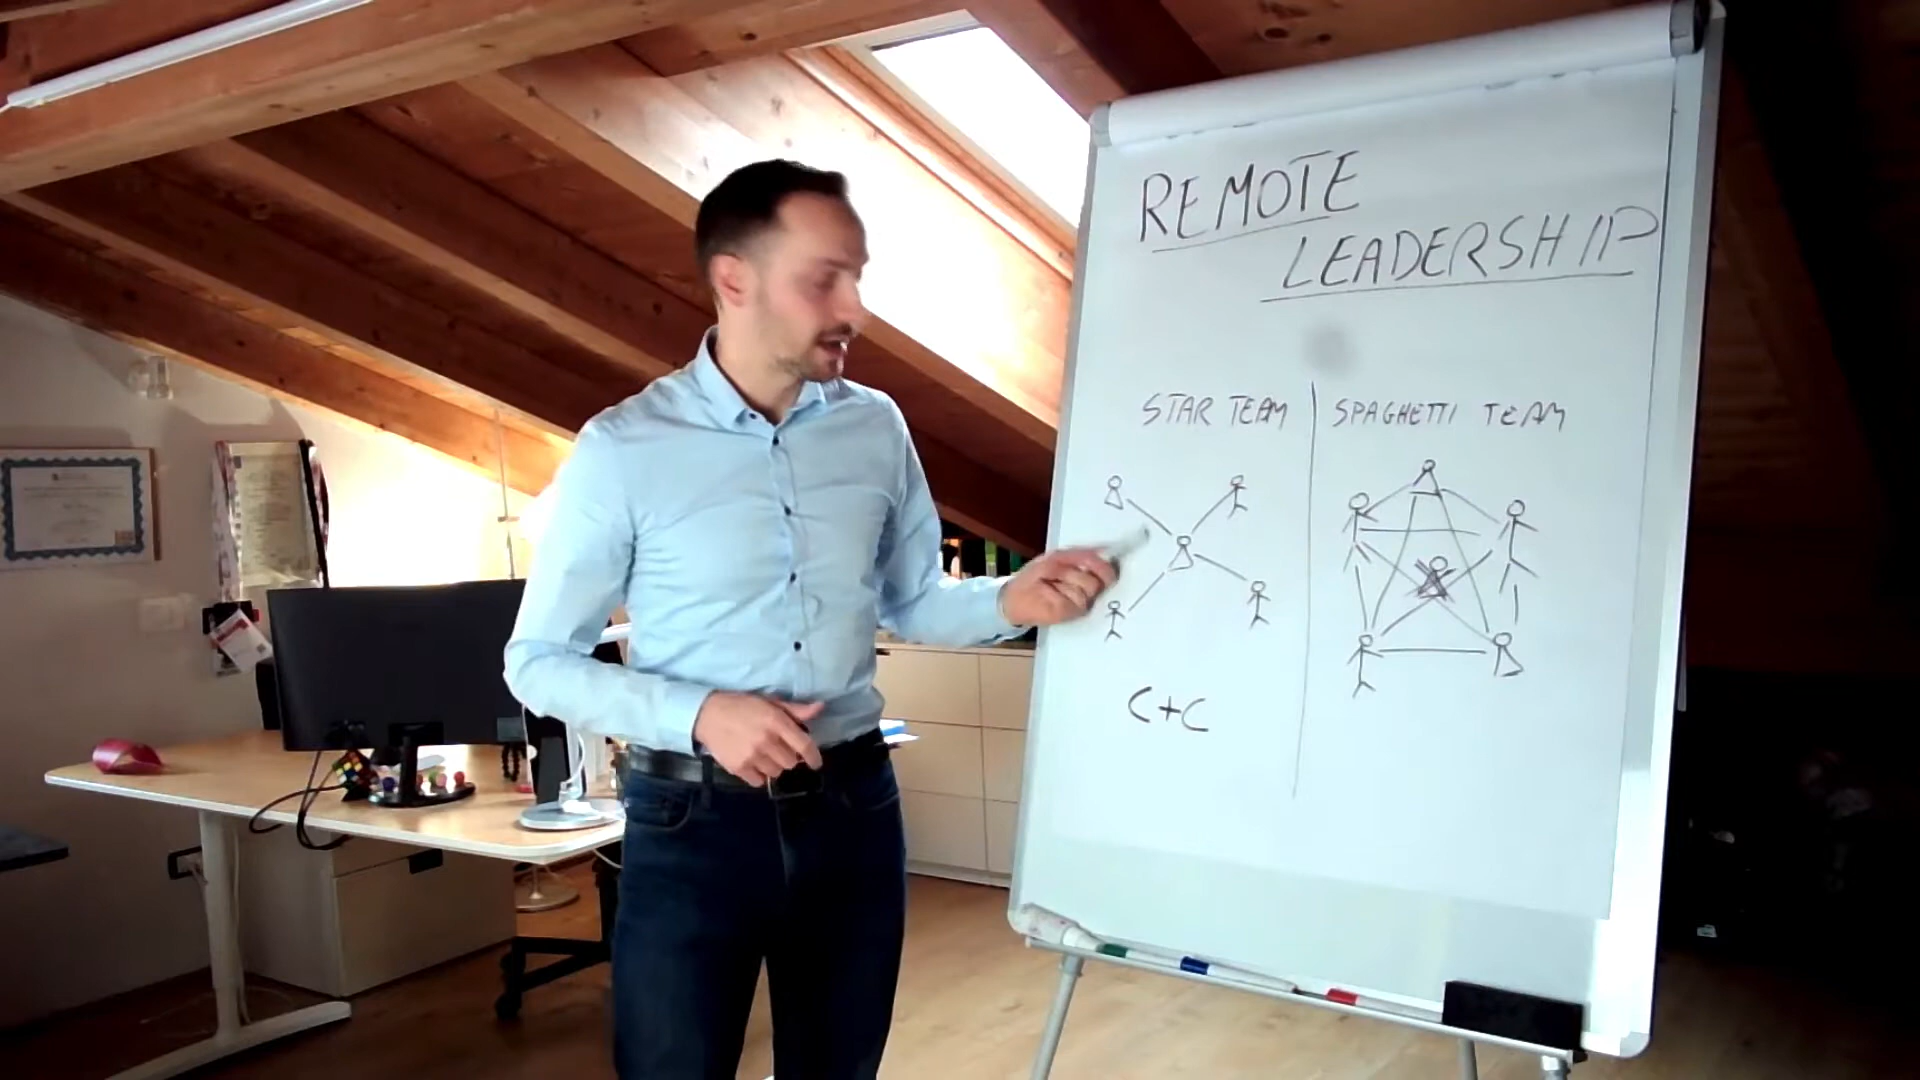 REMOTE
LEADERSHIP
STAR TEAM
SPAGHETTI TEAM
C+C